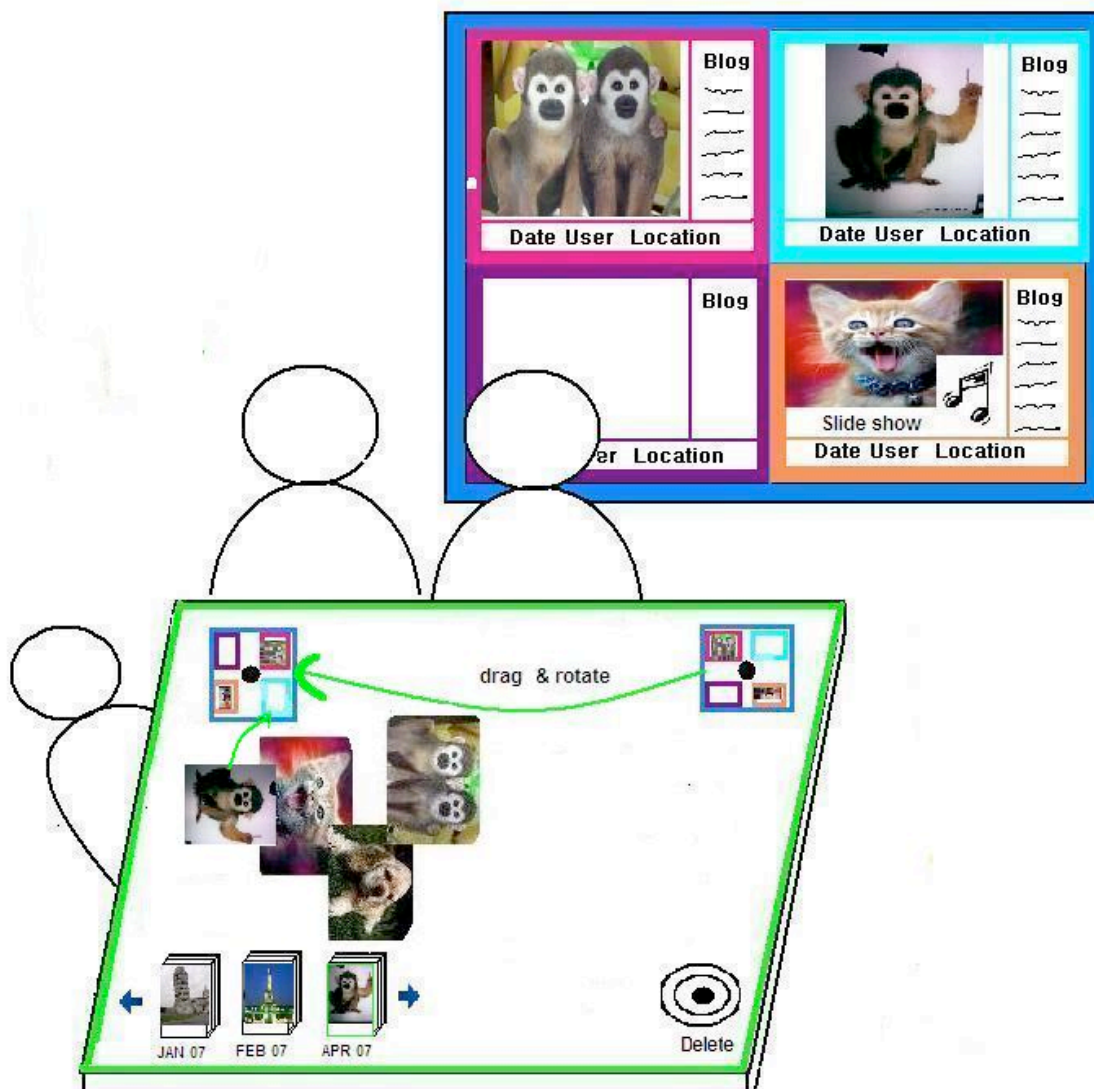 Blog
Date User Location
Blog
Date User Location
Blog
er Location
Blog
Slide show
Date User Location
drag & rotate
JAN 07
FEB 07
APR 07
Delete